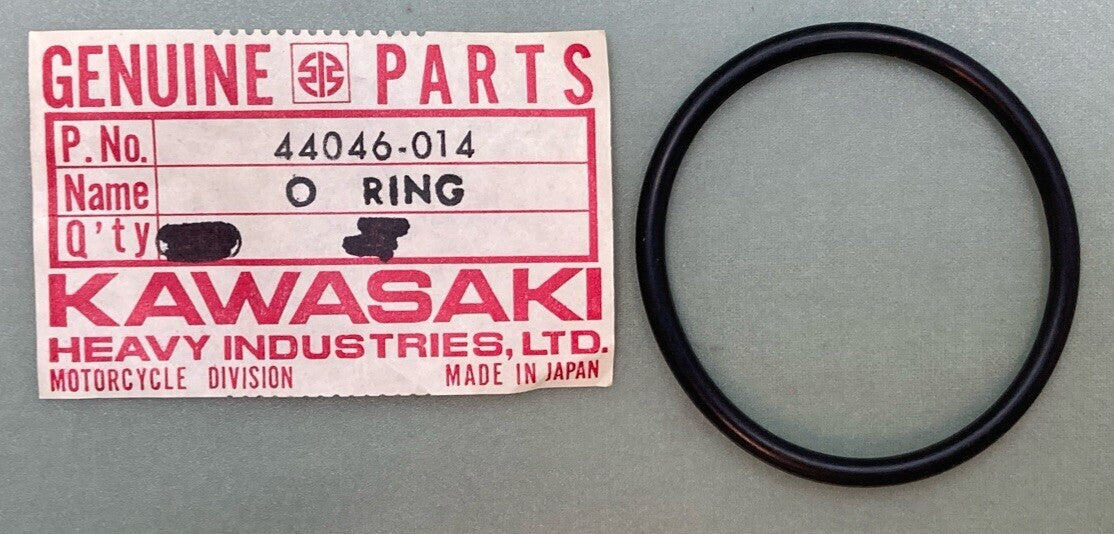 GENUINE PARTS
P. No. 44046-014
Name O RING
Q'ty
KAWASAKI
HEAVY INDUSTRIES, LTD.
MOTORCYCLE DIVISION MADE IN JAPAN